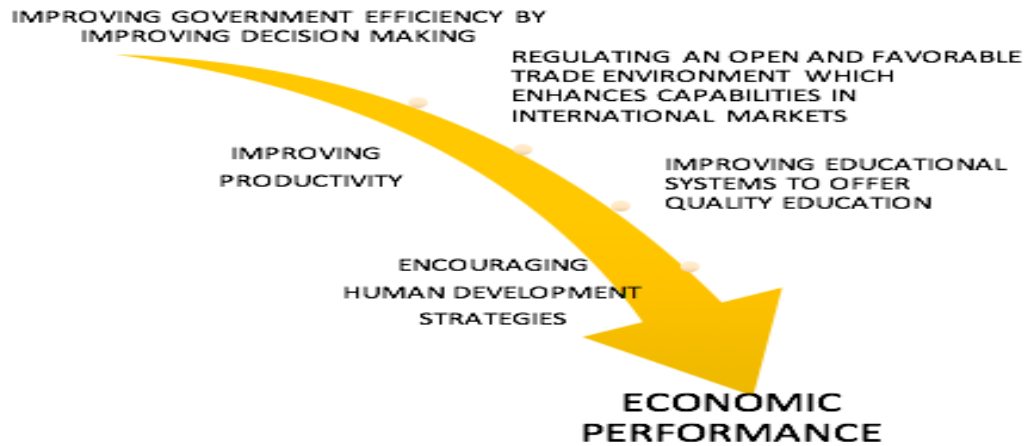 IMPROVING GOVERNMENT EFFICIENCY BY
IMPROVING DECISION MAKING
REGULATING AN OPEN AND FAVORABLE
TRADE ENVIRONMENT WHICH
ENHANCES CAPABILITIES IN
INTERNATIONAL MARKETS
IMPROVING
PRODUCTIVITY
IMPROVING EDUCATIONAL
SYSTEMS TO OFFER
QUALITY EDUCATION
ENCOURAGING
HUMAN DEVELOPMENT
STRATEGIES
ECONOMIC
PERFORMANCE